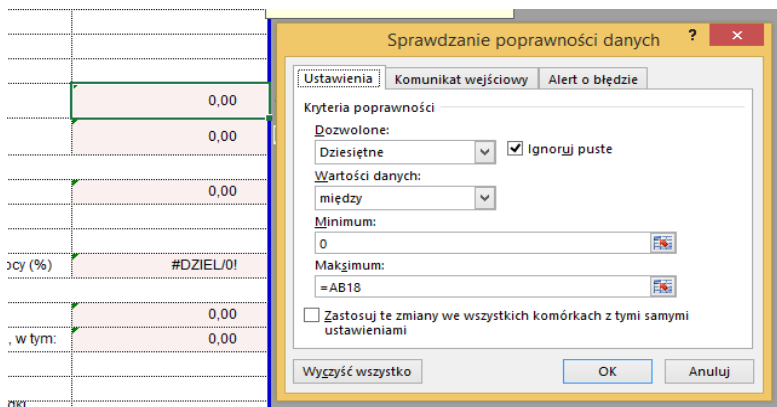 Sprawdzanie poprawności danych ? ×
Ustawienia Komunikat wejściowy Alert o błędzie
Kryteria poprawności
Dozwolone:
Dziesiętne Ignoruj puste
Wartości danych:
między
Minimum:
0
Maksimum:
=AB18
Zastosuj te zmiany we wszystkich komórkach z tymi samymi
ustawieniami
Wyczyść wszystko OK Anuluj
0,00
0,00
0,00
ocy (%) #DZIEL/0!
0,00
, w tym: 0,00